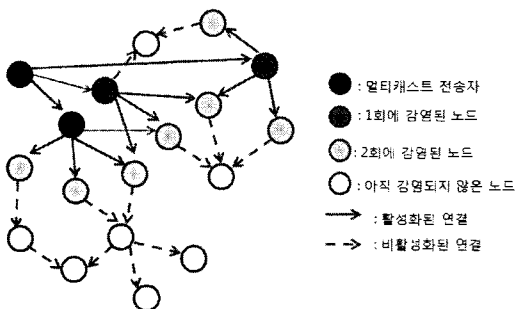 : 멀티캐스트 전송자
: 1회에 감염된 노드
: 2회에 감염된 노드
: 아직 감염되지 않은 노드
: 활성화된 연결
: 비활성화된 연결